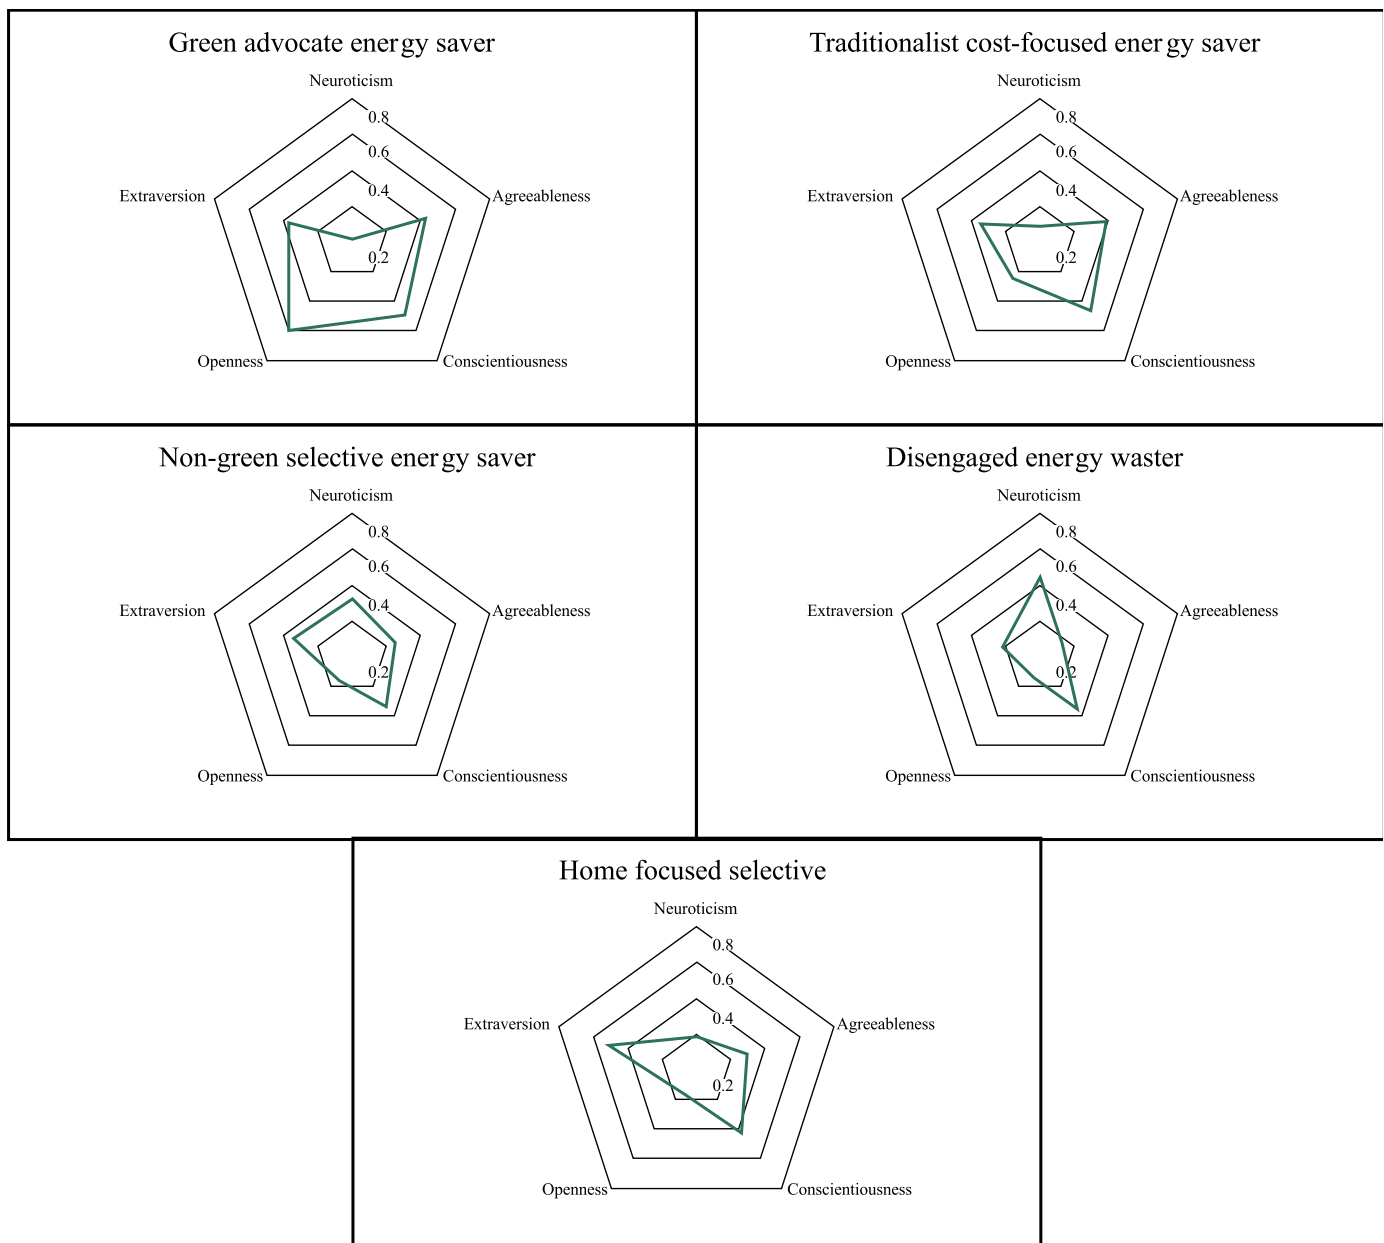 Green advocate energy saver
Neuroticism
0.8
0.6
0.4
Extraversion
Agreeableness
0.2
Openness
Conscientiousness
Traditionalist cost-focused energy saver
Neuroticism
0.8
0.6
0.4
Extraversion
Agreeableness
0.2
Openness
Conscientiousness
Non-green selective energy saver
Neuroticism
0.8
0.6
0.4
Extraversion
Agreeableness
0.2
Openness
Conscientiousness
Disengaged energy waster
Neuroticism
0.8
0.6
0.4
Extraversion
Agreeableness
0.2
Openness
Conscientiousness
Home focused selective
Neuroticism
0.8
0.6
0.4
Extraversion
Agreeableness
0.2
Openness
Conscientiousness